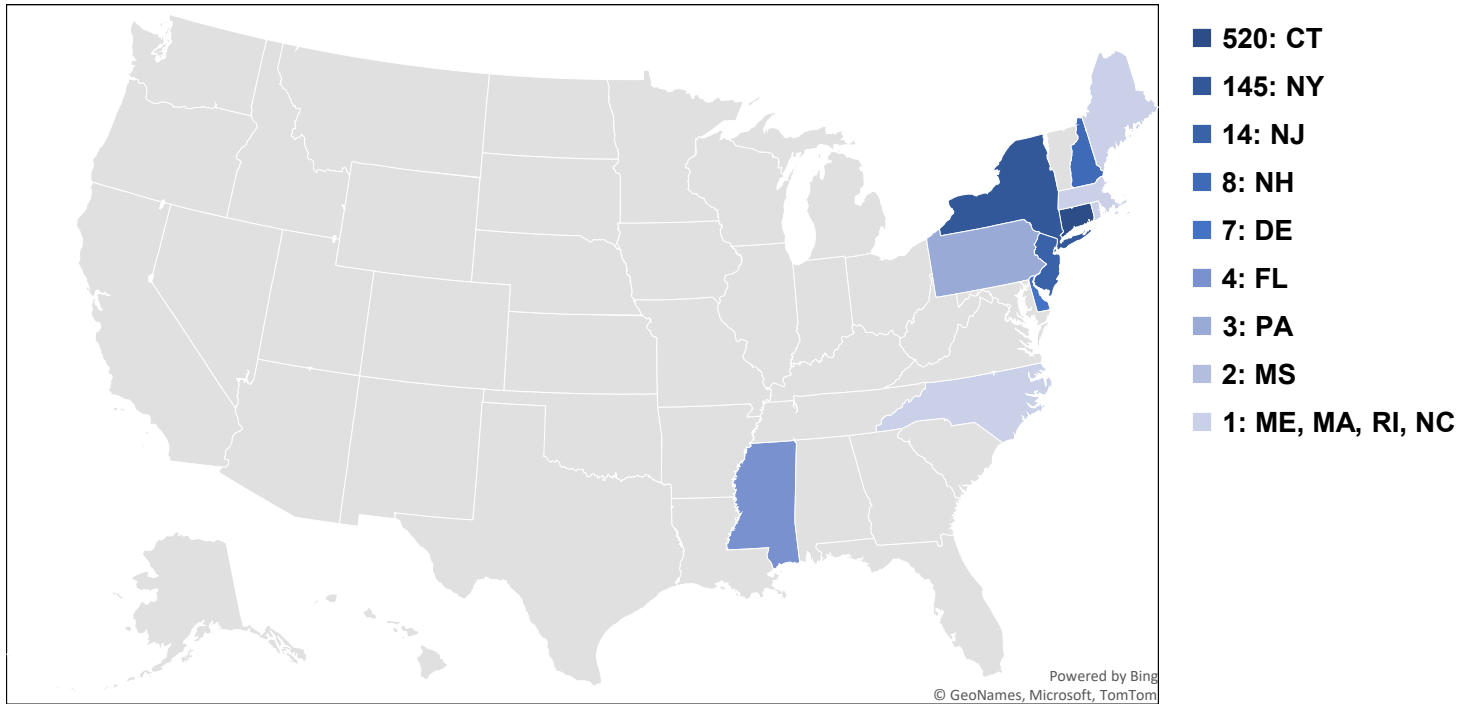 520: CT
145: NY
14: NJ
8: NH
7: DE
4: FL
3: PA
2: MS
1: ME, MA, RI, NC
Powered by Bing
© GeoNames, Microsoft, TomTom